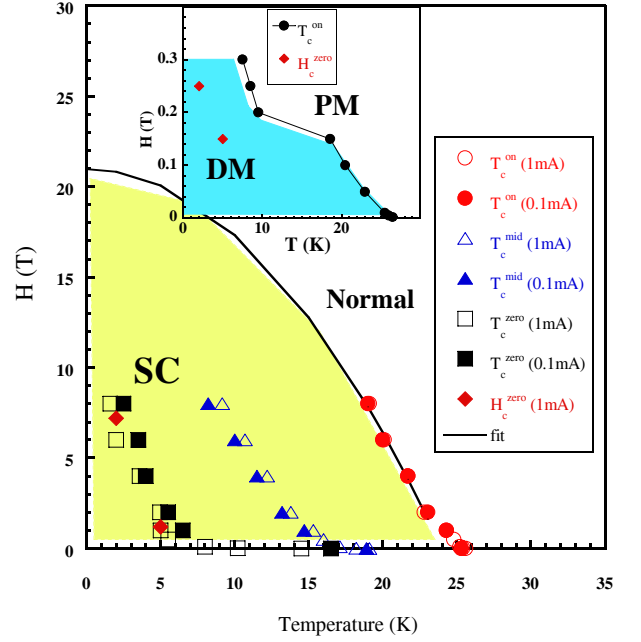 30
25
20
15
10
5
0
H (T)
0 5 10 15 20 25 30 35
Temperature (K)
SC
Normal
0.3
0.2
0.1
0
H (T)
0 10 20
T (K)
T_c^on
H_c^zero
PM
DM
T_c^on (1mA)
T_c^on (0.1mA)
T_c^mid (1mA)
T_c^mid (0.1mA)
T_c^zero (1mA)
T_c^zero (0.1mA)
H_c^zero (1mA)
fit